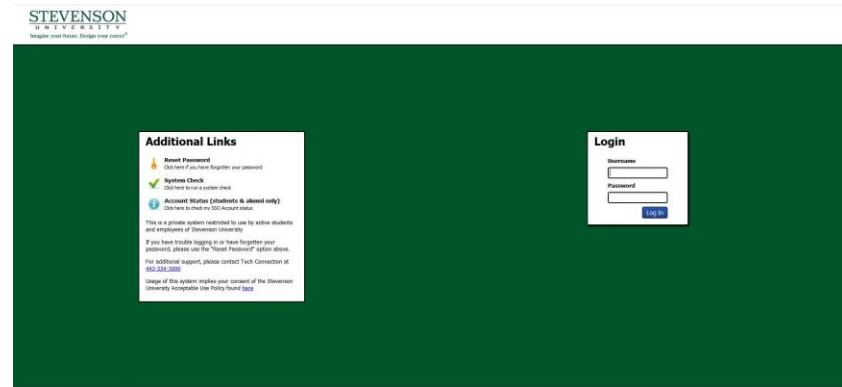 STEVENSON
UNIVERSITY
Imagine your future. Design your career.®
Additional Links
Reset Password
Click here if you have forgotten your password
System Check
Click here to run a system check
Account Status (students & alumni only)
Click here to check my SSO Account status
This is a private system restricted to use by active students
and employees of Stevenson University
If you have trouble logging in or have forgotten your
password, please use the "Reset Password" option above.
For additional support, please contact Tech Connection at
443-334-3000
Usage of this system implies your consent of the Stevenson
University Acceptable Use Policy found here
Login
Username
Password
Log In